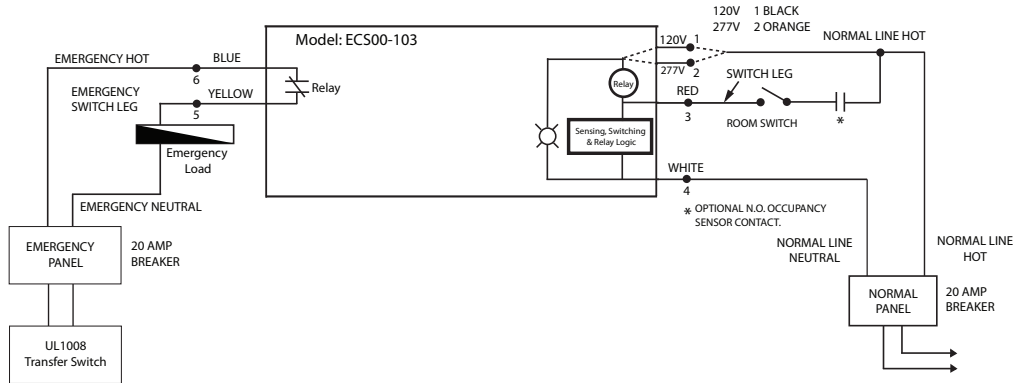 120V 1 BLACK
277V 2 ORANGE
NORMAL LINE HOT
Model: ECS00-103
EMERGENCY HOT
BLUE
6
EMERGENCY
SWITCH LEG
YELLOW
5
Relay
Emergency
Load
EMERGENCY NEUTRAL
EMERGENCY
PANEL
20 AMP
BREAKER
UL1008
Transfer Switch
120V
1
277V
2
Relay
RED
3
SWITCH LEG
ROOM SWITCH
*
Sensing, Switching
& Relay Logic
WHITE
4
* OPTIONAL N.O. OCCUPANCY
SENSOR CONTACT.
NORMAL LINE
NEUTRAL
NORMAL LINE
HOT
NORMAL
PANEL
20 AMP
BREAKER